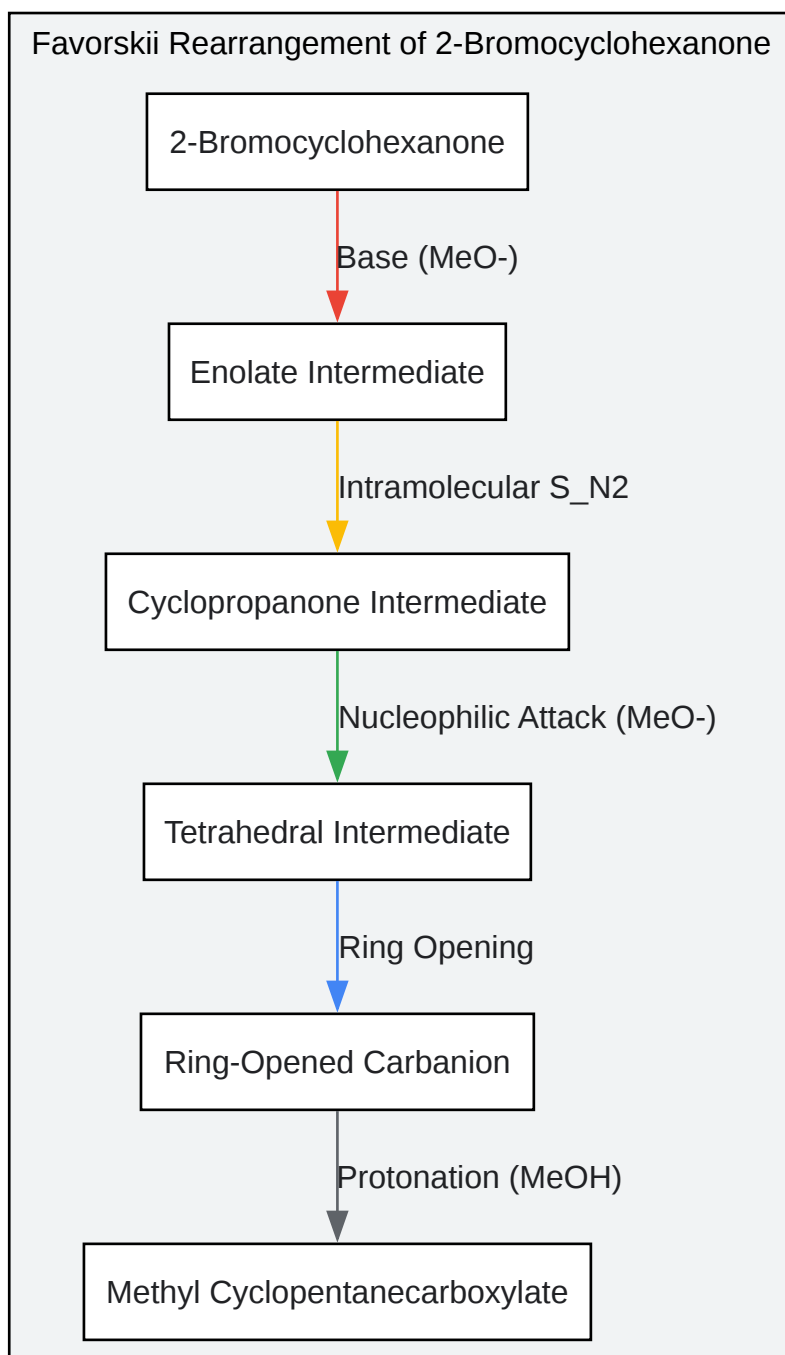 Favorskii Rearrangement of 2-Bromocyclohexanone
2-Bromocyclohexanone
Base (MeO-)
Enolate Intermediate
Intramolecular S_N2
Cyclopropanone Intermediate
Nucleophilic Attack (MeO-)
Tetrahedral Intermediate
Ring Opening
Ring-Opened Carbanion
Protonation (MeOH)
Methyl Cyclopentanecarboxylate